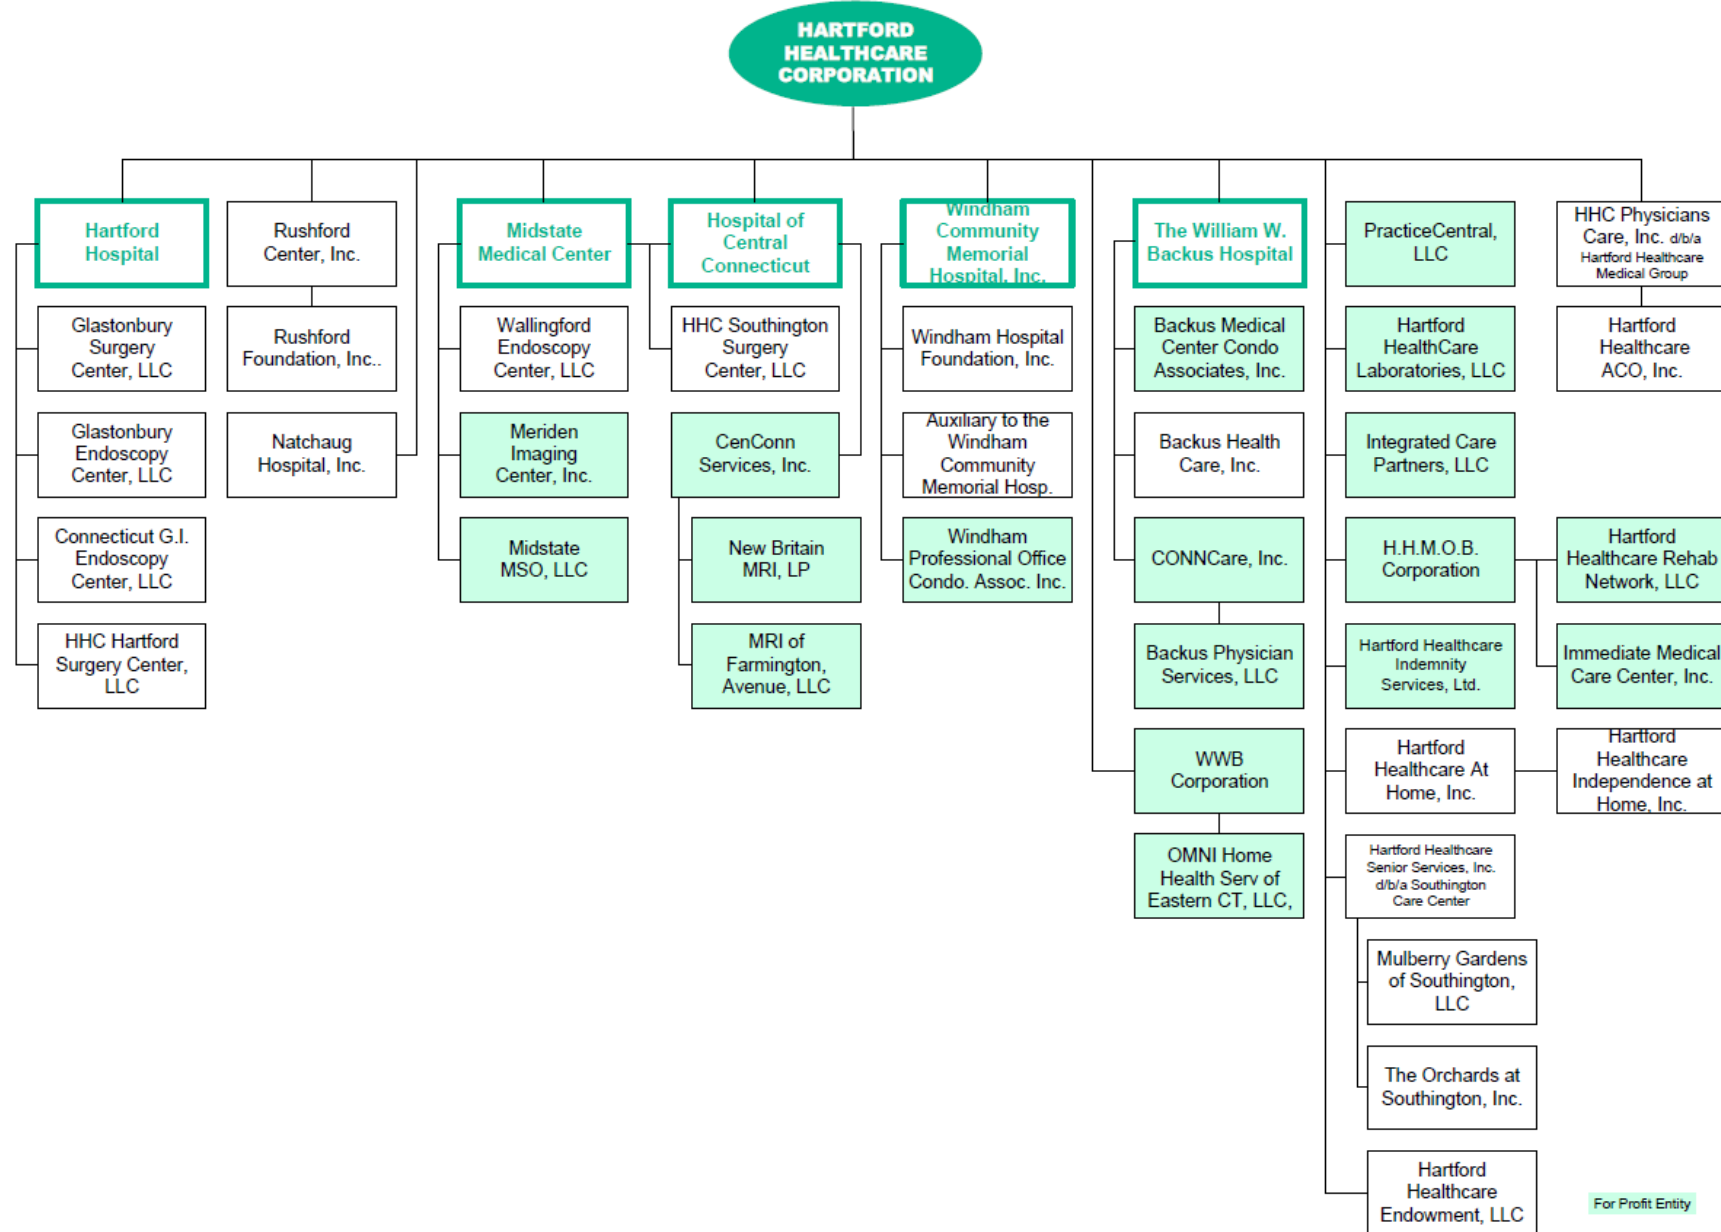 HARTFORD
HEALTHCARE
CORPORATION
Hartford
Hospital
Glastonbury
Surgery
Center, LLC
Glastonbury
Endoscopy
Center, LLC
Connecticut G.I.
Endoscopy
Center, LLC
HHC Hartford
Surgery Center,
LLC
Rushford
Center, Inc.
Rushford
Foundation, Inc..
Natchaug
Hospital, Inc.
Midstate
Medical Center
Wallingford
Endoscopy
Center, LLC
Meriden
Imaging
Center, Inc.
Midstate
MSO, LLC
Hospital of
Central
Connecticut
HHC Southington
Surgery
Center, LLC
CenConn
Services, Inc.
New Britain
MRI, LP
MRI of
Farmington,
Avenue, LLC
Windham
Community
Memorial
Hospital, Inc.
Windham Hospital
Foundation, Inc.
Auxiliary to the
Windham
Community
Memorial Hosp.
Windham
Professional Office
Condo. Assoc. Inc.
The William W.
Backus Hospital
Backus Medical
Center Condo
Associates, Inc.
Backus Health
Care, Inc.
CONNCare, Inc.
Backus Physician
Services, LLC
WWB
Corporation
OMNI Home
Health Serv of
Eastern CT, LLC,
PracticeCentral,
LLC
Hartford
HealthCare
Laboratories, LLC
Integrated Care
Partners, LLC
H.H.M.O.B.
Corporation
Hartford Healthcare
Indemnity
Services, Ltd.
Hartford
Healthcare At
Home, Inc.
Hartford Healthcare
Senior Services, Inc.
d/b/a Southington
Care Center
Mulberry Gardens
of Southington,
LLC
The Orchards at
Southington, Inc.
Hartford
Healthcare
Endowment, LLC
HHC Physicians
Care, Inc. d/b/a
Hartford Healthcare
Medical Group
Hartford
Healthcare
ACO, Inc.
Hartford
Healthcare Rehab
Network, LLC
Immediate Medical
Care Center, Inc.
Hartford
Healthcare
Independence at
Home, Inc.
For Profit Entity